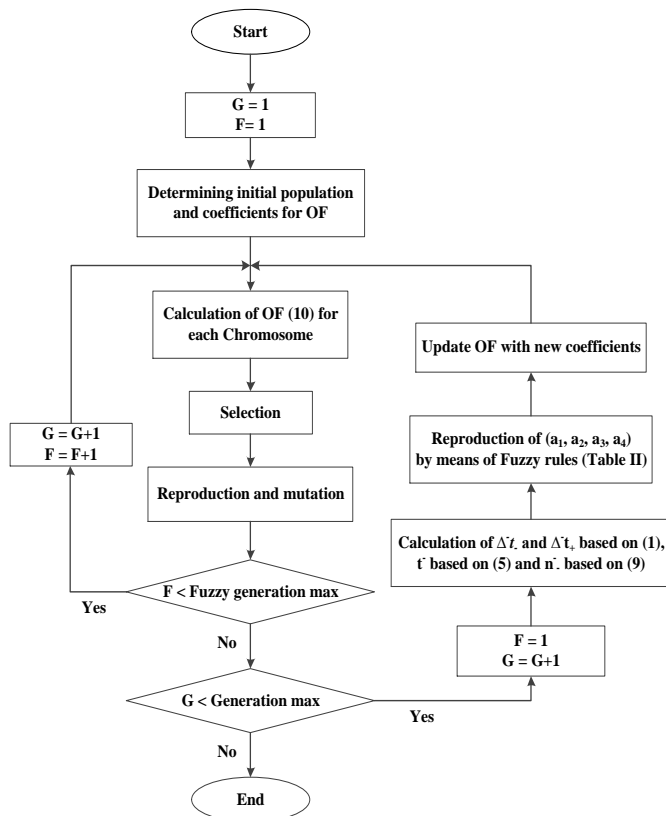 Start
G = 1
F= 1
Determining initial population
and coefficients for OF
Calculation of OF (10) for
each Chromosome
Update OF with new coefficients
Selection
G = G+1
F = F+1
Reproduction of (a₁, a₂, a₃, a₄)
by means of Fuzzy rules (Table II)
Reproduction and mutation
Calculation of Δ⁻t₋ and Δ⁻t₊ based on (1),
t⁻ based on (5) and n⁻₋ based on (9)
F < Fuzzy generation max
Yes
No
F = 1
G = G+1
G < Generation max
Yes
No
End